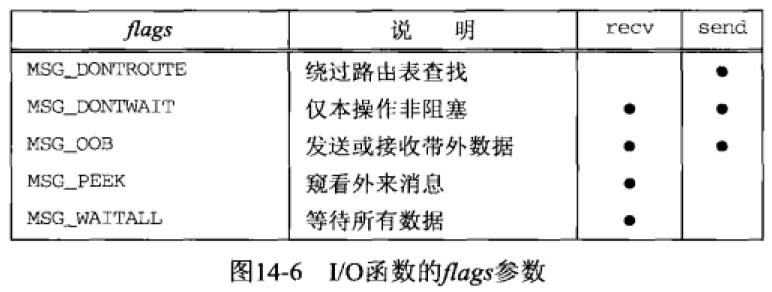 flags 说 明 recv send
MSG_DONTROUTE 绕过路由表查找 ●
MSG_DONTWAIT 仅本操作非阻塞 ● ●
MSG_OOB 发送或接收带外数据 ● ●
MSG_PEEK 窥看外来消息 ●
MSG_WAITALL 等待所有数据 ●
图14-6 I/O函数的flags参数